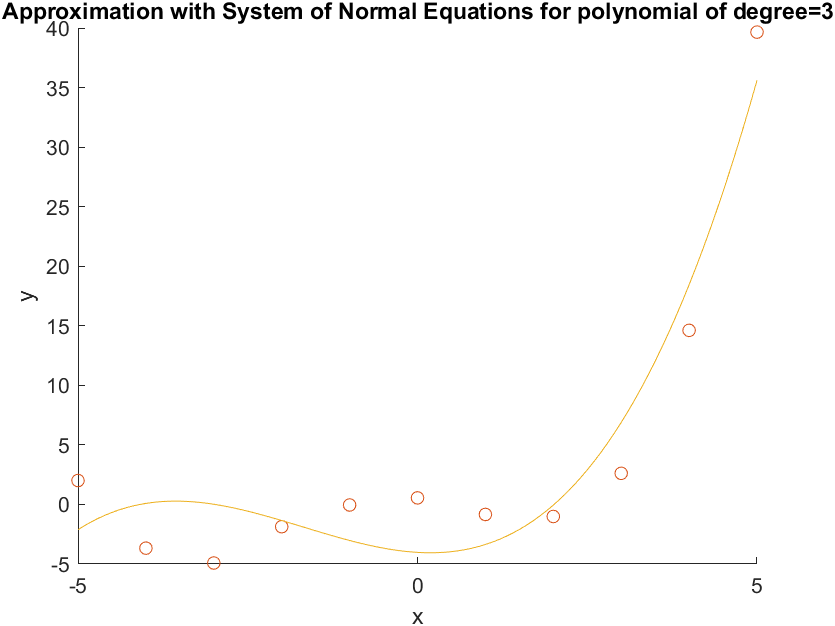 Approximation with System of Normal Equations for polynomial of degree=3
40
35
30
25
20
15
10
5
0
-5
y
-5 0 5
x